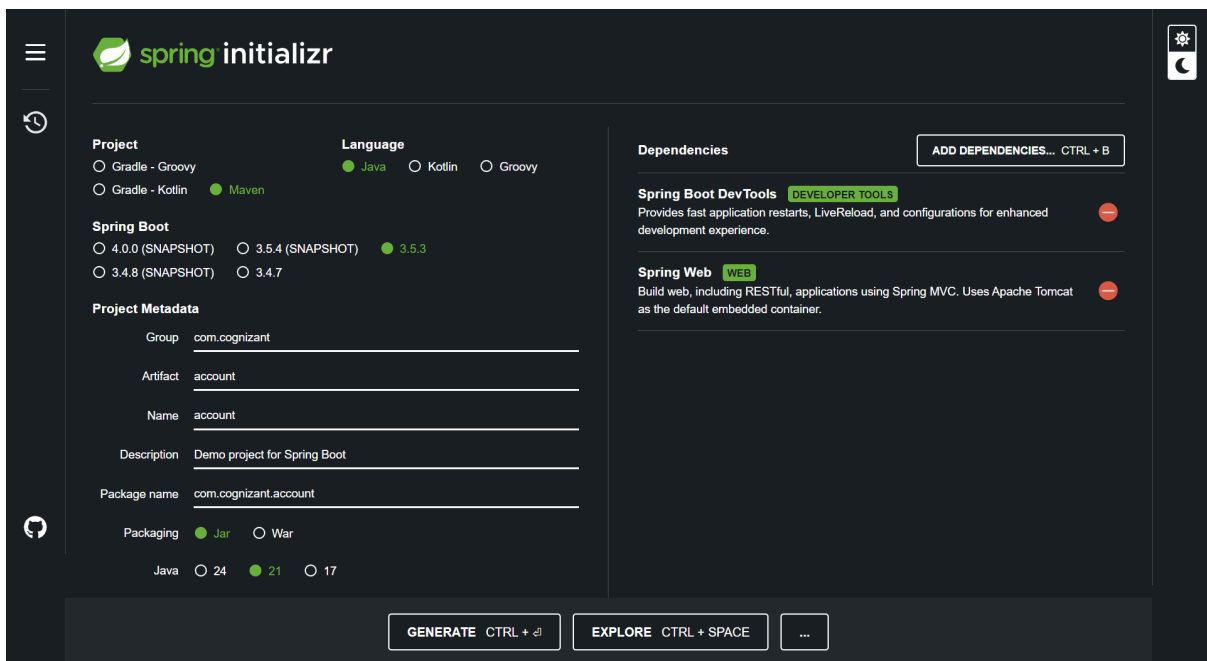 spring initializr
Project
Gradle - Groovy
Gradle - Kotlin Maven
Language
Java Kotlin Groovy
Spring Boot
4.0.0 (SNAPSHOT) 3.5.4 (SNAPSHOT) 3.5.3
3.4.8 (SNAPSHOT) 3.4.7
Project Metadata
Group com.cognizant
Artifact account
Name account
Description Demo project for Spring Boot
Package name com.cognizant.account
Packaging Jar War
Java 24 21 17
Dependencies ADD DEPENDENCIES... CTRL + B
Spring Boot DevTools DEVELOPER TOOLS
Provides fast application restarts, LiveReload, and configurations for enhanced
development experience.
Spring Web WEB
Build web, including RESTful, applications using Spring MVC. Uses Apache Tomcat
as the default embedded container.
GENERATE CTRL + ⏎ EXPLORE CTRL + SPACE ...